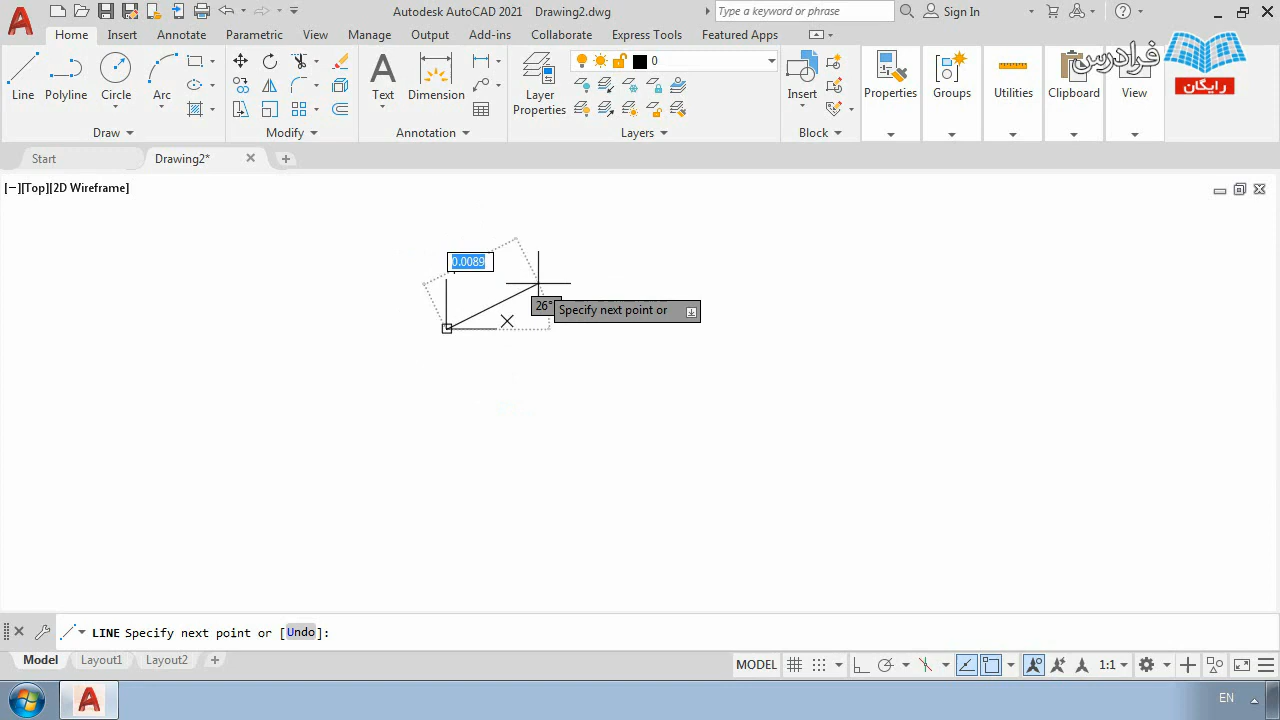 Autodesk AutoCAD 2021 Drawing2.dwg
Type a keyword or phrase
Sign In
Home Insert Annotate Parametric View Manage Output Add-ins Collaborate Express Tools Featured Apps
فرادرس
رایگان
0
Line Polyline Circle Arc
Text Dimension
Layer
Properties
Insert
Properties Groups Utilities Clipboard View
Draw Modify Annotation Layers Block
Start Drawing2*
[−][Top][2D Wireframe]
0.0089
26°
Specify next point or
LINE Specify next point or [Undo]:
Model Layout1 Layout2
MODEL 1:1
EN